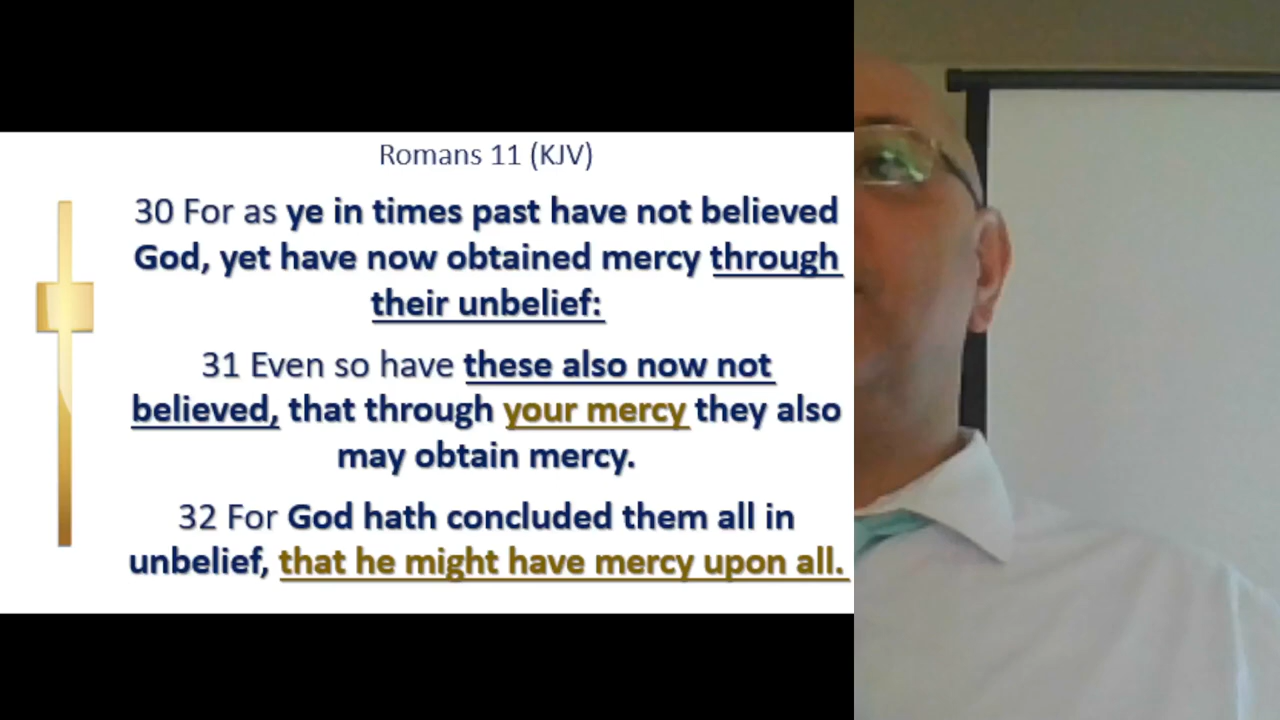 Romans 11 (KJV)
30 For as ye in times past have not believed
God, yet have now obtained mercy through
their unbelief:
31 Even so have these also now not
believed, that through your mercy they also
may obtain mercy.
32 For God hath concluded them all in
unbelief, that he might have mercy upon all.